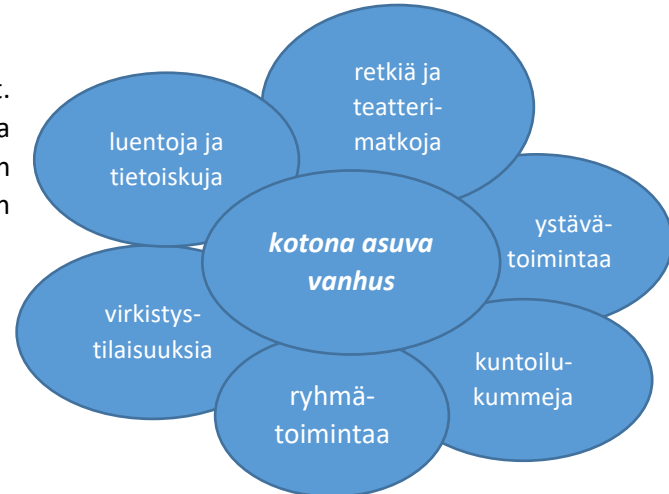 t.
a
n
n
retkiä ja
teatteri-
matkoja
luentoja ja
tietoiskuja
ystävä-
toimintaa
kotona asuva
vanhus
virkistys-
tilaisuuksia
kuntoilu-
kummeja
ryhmä-
toimintaa